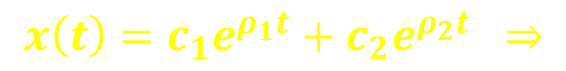 x(t) = c₁e^{ρ₁t} + c₂e^{ρ₂t} ⇒